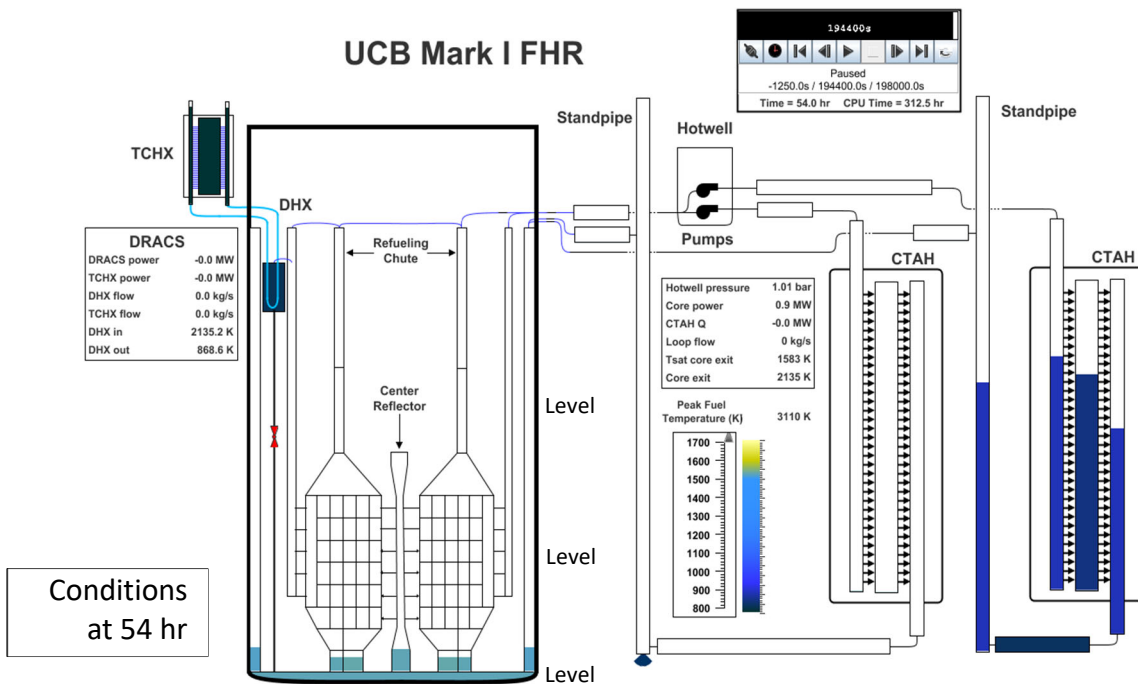 194400s
Paused
-1250.0s / 194400.0s / 198000.0s
Time = 54.0 hr CPU Time = 312.5 hr
UCB Mark I FHR
Standpipe
Hotwell
Standpipe
TCHX
DHX
Pumps
Refueling
Chute
DRACS
DRACS power -0.0 MW
TCHX power -0.0 MW
DHX flow 0.0 kg/s
TCHX flow 0.0 kg/s
DHX in 2135.2 K
DHX out 868.6 K
CTAH
CTAH
Hotwell pressure 1.01 bar
Core power 0.9 MW
CTAH Q -0.0 MW
Loop flow 0 kg/s
Tsat core exit 1583 K
Core exit 2135 K
Center
Reflector
Level
Peak Fuel
Temperature (K) 3110 K
1700
1600
1500
1400
1300
1200
1100
1000
900
800
Level
Conditions
at 54 hr
Level